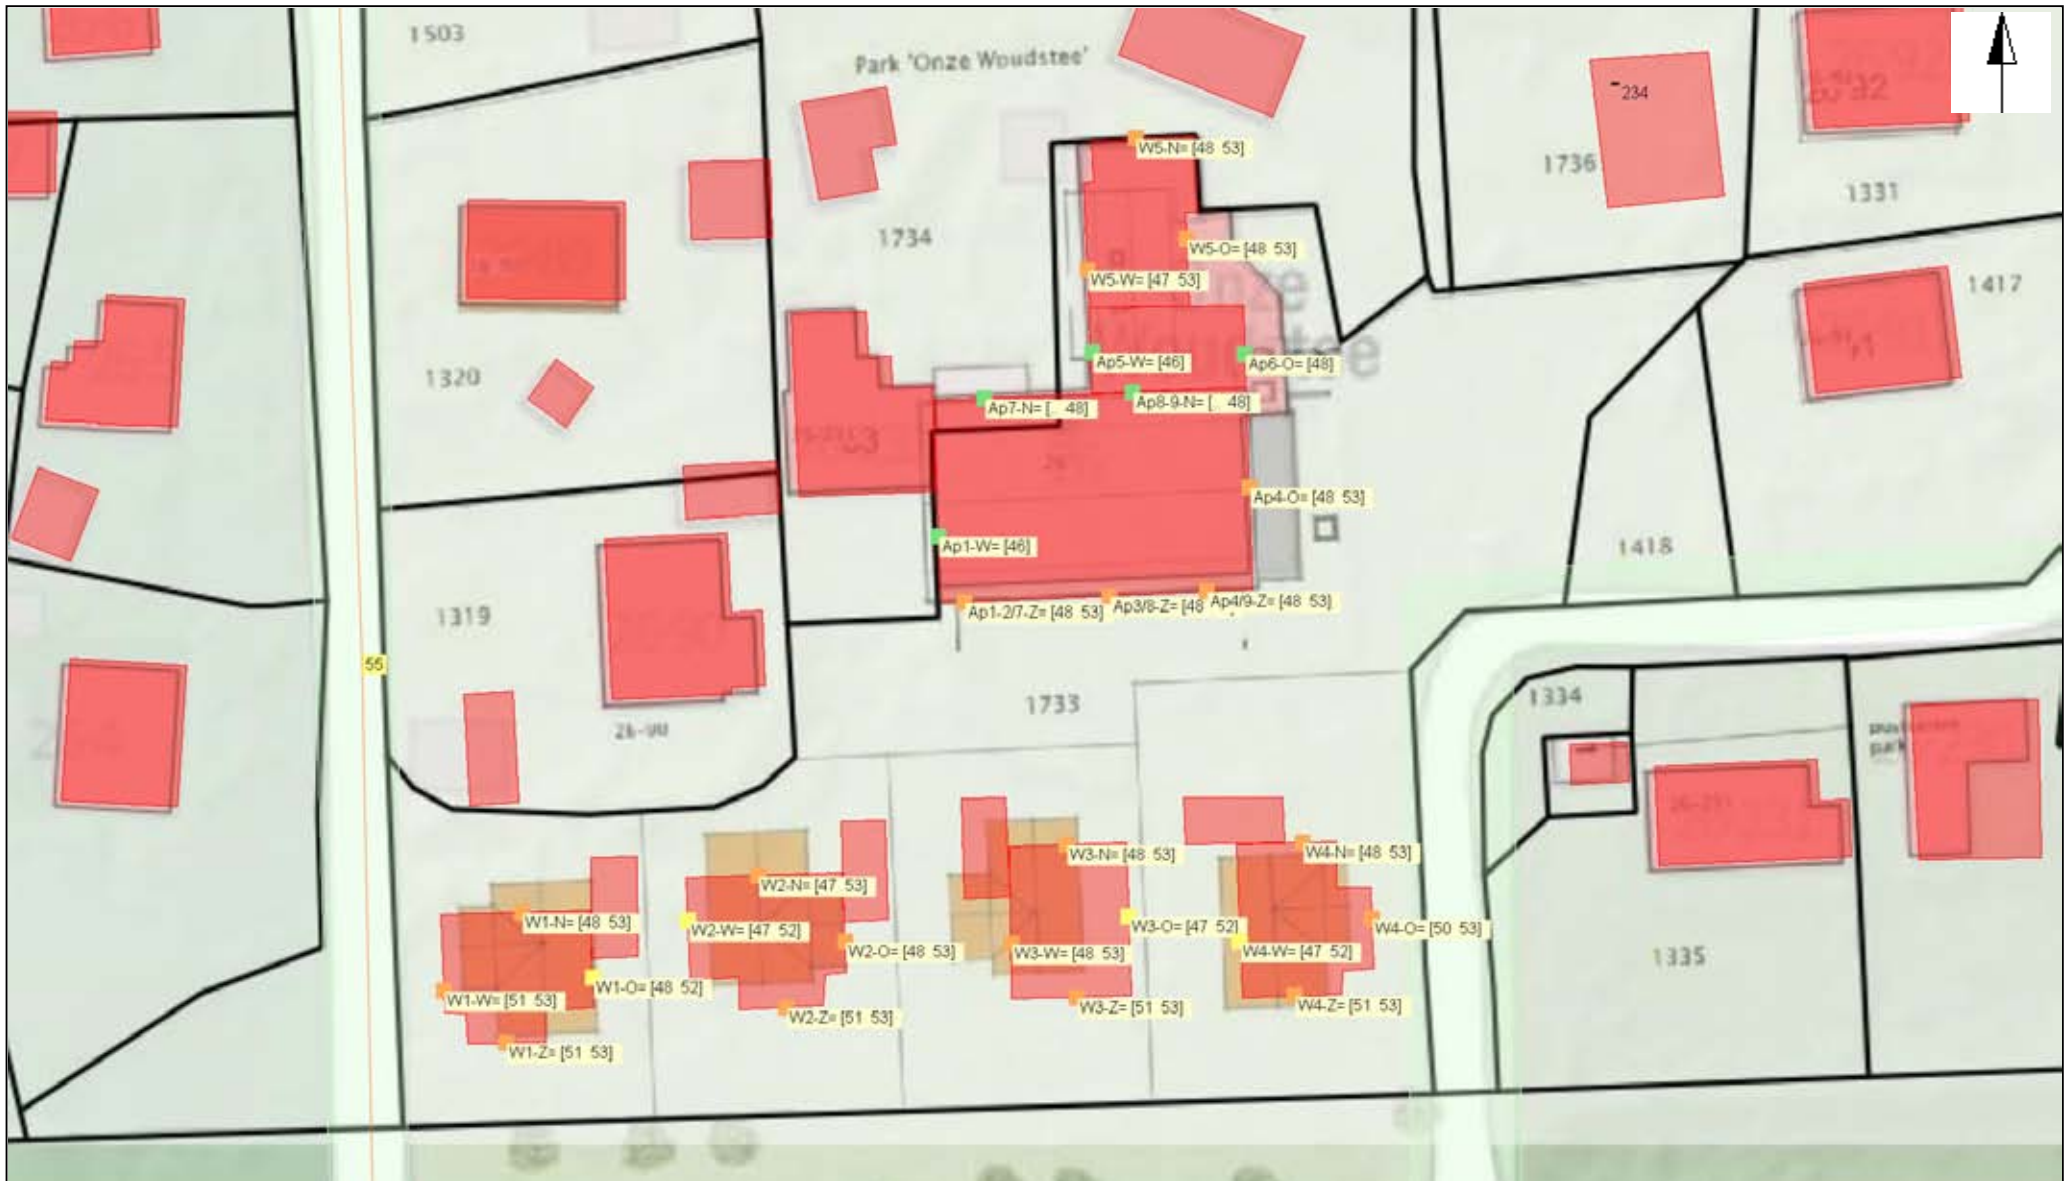 1503
Park 'Onze Woudstee'
234
1736
1331
W5-N= [48 53]
1734
W5-O= [48 53]
W5-W= [47 53]
1417
Onze
Woudstee
Ap5-W= [46]
Ap6-O= [48]
1320
Ap7-N= [.. 48]
Ap8-9-N= [.. 48]
Ap4-O= [48 53]
Ap1-W= [46]
1418
1319
Ap1-2/7-Z= [48 53]
Ap3/8-Z= [48
Ap4/9-Z= [48 53]
55
1733
1334
26-90
park
W3-N= [48 53]
W4-N= [48 53]
W2-N= [47 53]
W1-N= [48 53]
W2-W= [47 52]
W3-O= [47 52]
W4-O= [50 53]
W2-O= [48 53]
W3-W= [48 53]
W4-W= [47 52]
1335
W1-O= [48 52]
W1-W= [51 53]
W2-Z= [51 53]
W3-Z= [51 53]
W4-Z= [51 53]
W1-Z= [51 53]